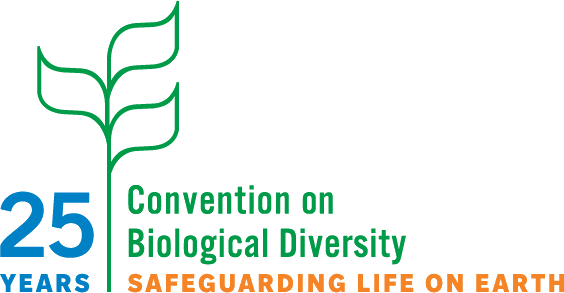 25
YEARS
Convention on
Biological Diversity
SAFEGUARDING LIFE ON EARTH